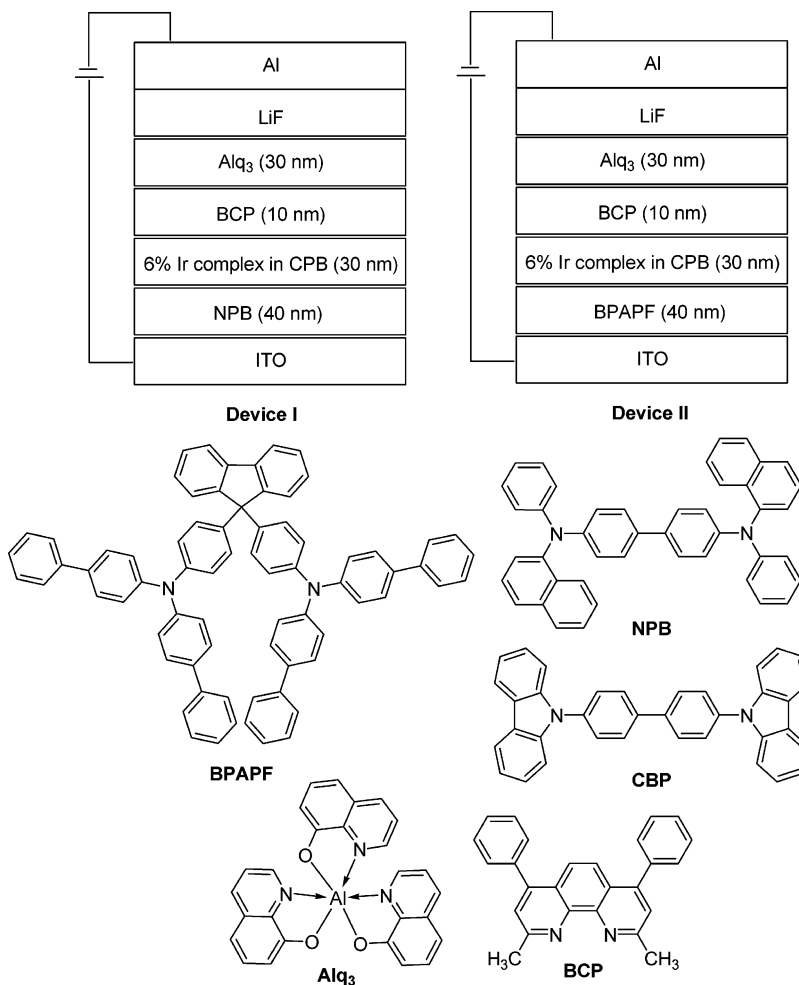 Al
LiF
Alq3 (30 nm)
BCP (10 nm)
6% Ir complex in CPB (30 nm)
NPB (40 nm)
ITO
Device I
Al
LiF
Alq3 (30 nm)
BCP (10 nm)
6% Ir complex in CPB (30 nm)
BPAPF (40 nm)
ITO
Device II
N
N
BPAPF
N
N
NPB
N
N
CBP
O
N
N
Al
N
O
O
Alq3
N
N
H3C
CH3
BCP